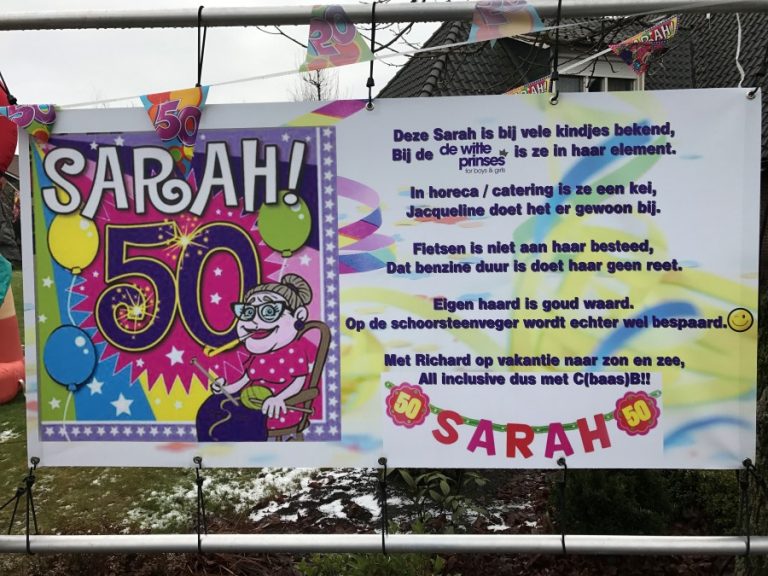 20
50
50
SARAH!
SARAH!
50
Deze Sarah is bij vele kindjes bekend,
Bij de de witte prinses for boys & girls is ze in haar element.
In horeca / catering is ze een kei,
Jacqueline doet het er gewoon bij.
Fietsen is niet aan haar besteed,
Dat benzine duur is doet haar geen reet.
Eigen haard is goud waard.
Op de schoorsteenveger wordt echter wel bespaard.
Met Richard op vakantie naar zon en zee,
All inclusive dus met C(baas)B!!
50 SARAH 50